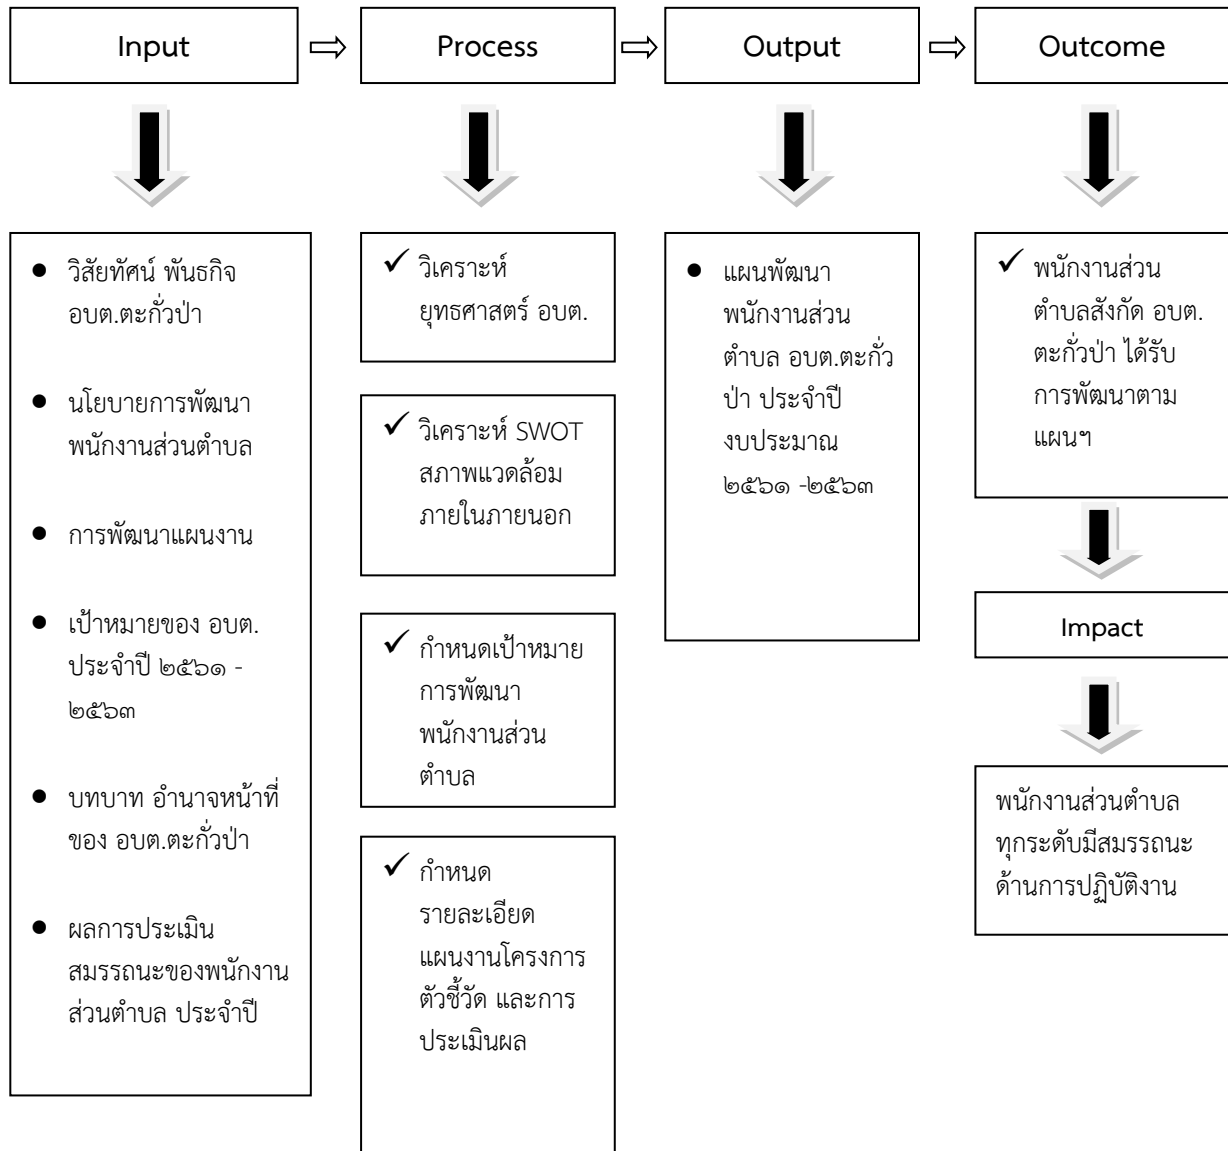 Input
Process
Output
Outcome
วิสัยทัศน์ พันธกิจ
อบต.ตะกั่วป่า
นโยบายการพัฒนา
พนักงานส่วนตำบล
การพัฒนาแผนงาน
เป้าหมายของ อบต.
ประจำปี ๒๕๖๑ -
๒๕๖๓
บทบาท อำนาจหน้าที่
ของ อบต.ตะกั่วป่า
ผลการประเมิน
สมรรถนะของพนักงาน
ส่วนตำบล ประจำปี
วิเคราะห์
ยุทธศาสตร์ อบต.
วิเคราะห์ SWOT
สภาพแวดล้อม
ภายในภายนอก
กำหนดเป้าหมาย
การพัฒนา
พนักงานส่วน
ตำบล
กำหนด
รายละเอียด
แผนงานโครงการ
ตัวชี้วัด และการ
ประเมินผล
แผนพัฒนา
พนักงานส่วน
ตำบล อบต.ตะกั่ว
ป่า ประจำปี
งบประมาณ
๒๕๖๑ -๒๕๖๓
พนักงานส่วน
ตำบลสังกัด อบต.
ตะกั่วป่า ได้รับ
การพัฒนาตาม
แผนฯ
Impact
พนักงานส่วนตำบล
ทุกระดับมีสมรรถนะ
ด้านการปฏิบัติงาน